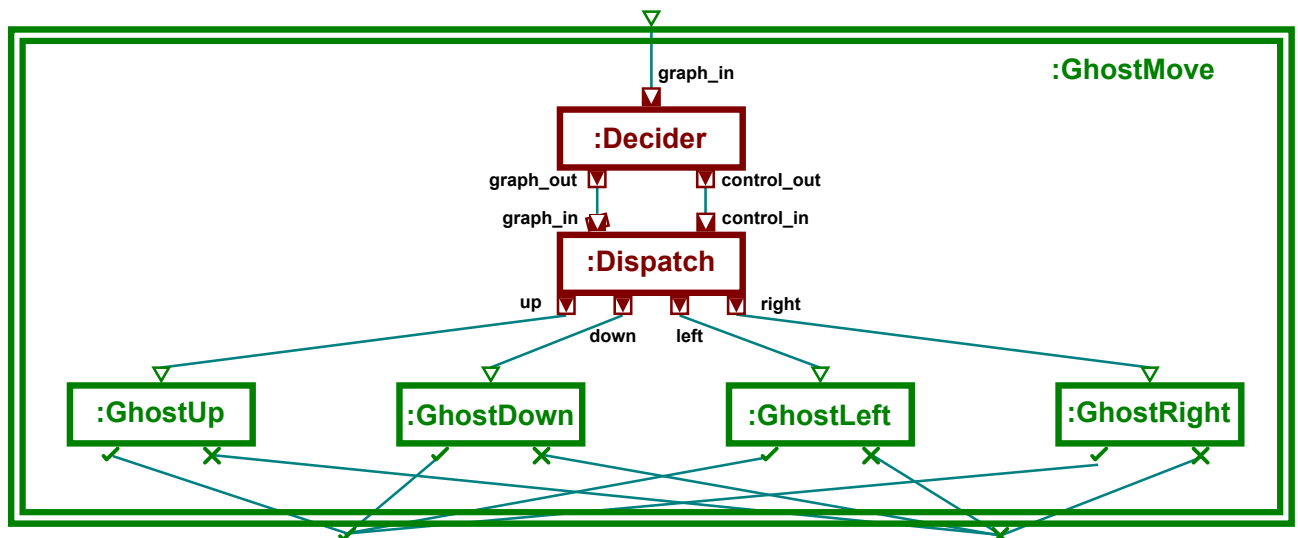 :GhostMove
graph_in
:Decider
graph_out control_out
graph_in control_in
:Dispatch
up right
down left
:GhostUp :GhostDown :GhostLeft :GhostRight